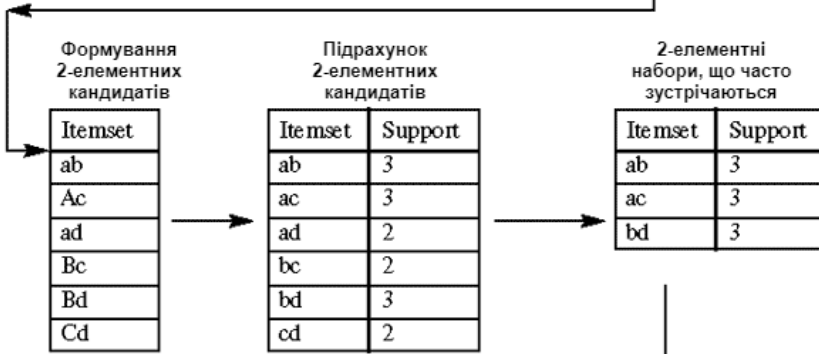 Формування
2-елементних
кандидатів
Itemset
ab
Ac
ad
Bc
Bd
Cd
Підрахунок
2-елементних
кандидатів
Itemset Support
ab 3
ac 3
ad 2
bc 2
bd 3
cd 2
2-елементні
набори, що часто
зустрічаються
Itemset Support
ab 3
ac 3
bd 3